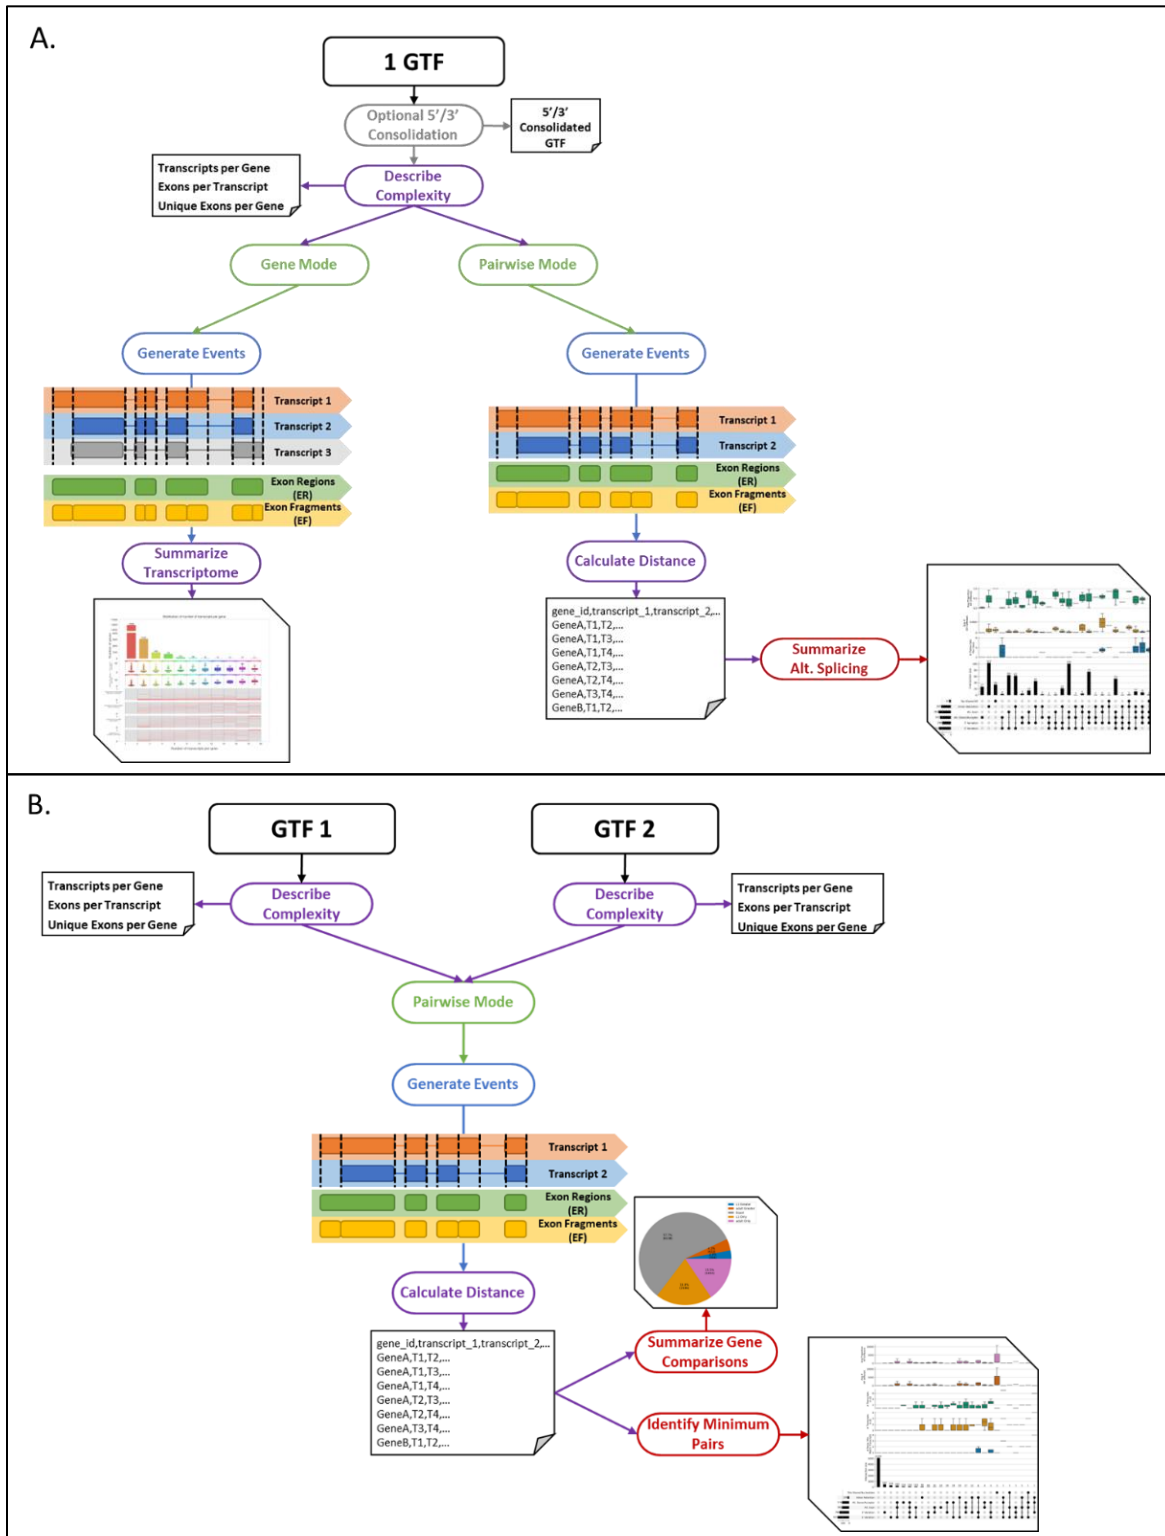 A.
1 GTF
Optional 5'/3'
Consolidation
5'/3'
Consolidated
GTF
Transcripts per Gene
Exons per Transcript
Unique Exons per Gene
Describe
Complexity
Gene Mode
Pairwise Mode
Generate Events
Generate Events
Transcript 1
Transcript 2
Transcript 3
Exon Regions
(ER)
Exon Fragments
(EF)
Transcript 1
Transcript 2
Exon Regions
(ER)
Exon Fragments
(EF)
Summarize
Transcriptome
Calculate Distance
gene_id,transcript_1,transcript_2,...
GeneA,T1,T2,...
GeneA,T1,T3,...
GeneA,T1,T4,...
GeneA,T2,T3,...
GeneA,T2,T4,...
GeneA,T3,T4,...
GeneB,T1,T2,...
Summarize
Alt. Splicing
B.
GTF 1
GTF 2
Transcripts per Gene
Exons per Transcript
Unique Exons per Gene
Describe
Complexity
Describe
Complexity
Transcripts per Gene
Exons per Transcript
Unique Exons per Gene
Pairwise Mode
Generate Events
Transcript 1
Transcript 2
Exon Regions
(ER)
Exon Fragments
(EF)
Calculate Distance
gene_id,transcript_1,transcript_2,...
GeneA,T1,T2,...
GeneA,T1,T3,...
GeneA,T1,T4,...
GeneA,T2,T3,...
GeneA,T2,T4,...
GeneA,T3,T4,...
GeneB,T1,T2,...
Summarize Gene
Comparisons
Identify Minimum
Pairs